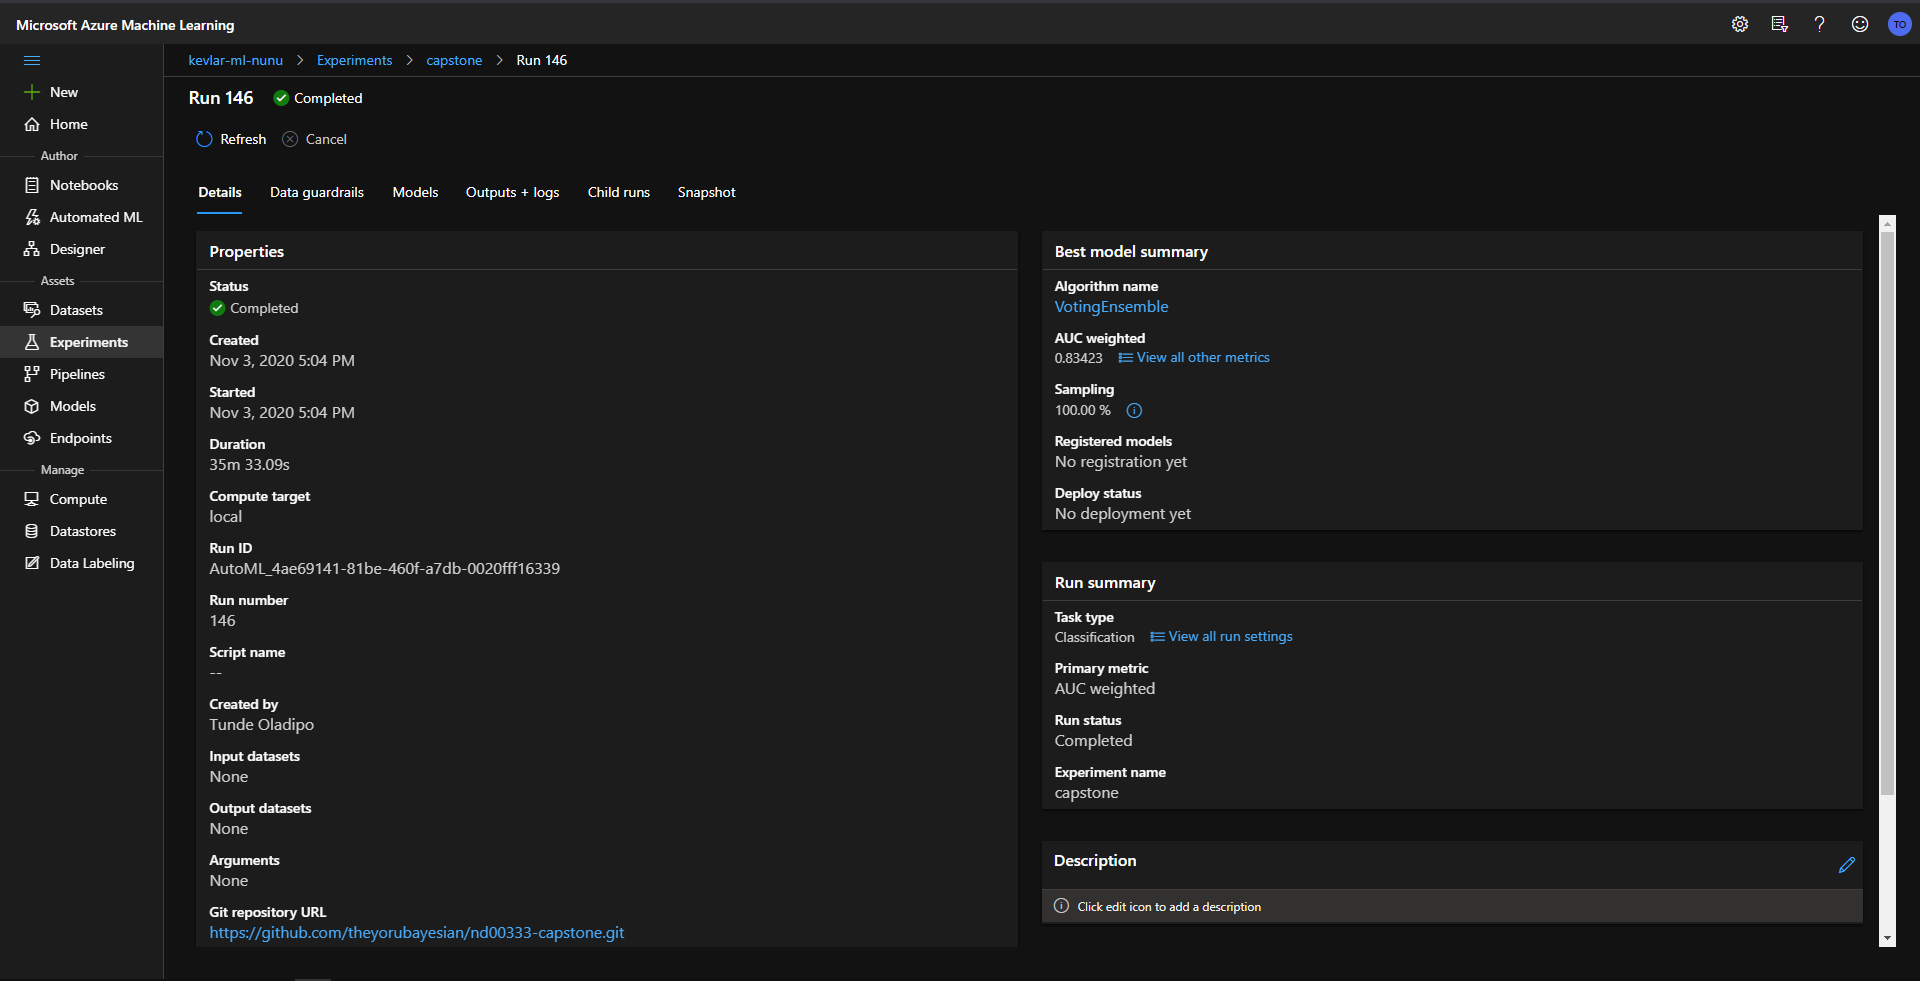 Microsoft Azure Machine Learning
TO
kevlar-ml-nunu > Experiments > capstone > Run 146
New
Home
Author
Notebooks
Automated ML
Designer
Assets
Datasets
Experiments
Pipelines
Models
Endpoints
Manage
Compute
Datastores
Data Labeling
Run 146 Completed
Refresh Cancel
Details Data guardrails Models Outputs + logs Child runs Snapshot
Properties
Status
Completed
Created
Nov 3, 2020 5:04 PM
Started
Nov 3, 2020 5:04 PM
Duration
35m 33.09s
Compute target
local
Run ID
AutoML_4ae69141-81be-460f-a7db-0020fff16339
Run number
146
Script name
--
Created by
Tunde Oladipo
Input datasets
None
Output datasets
None
Arguments
None
Git repository URL
https://github.com/theyorubayesian/nd00333-capstone.git
Best model summary
Algorithm name
VotingEnsemble
AUC weighted
0.83423 View all other metrics
Sampling
100.00 %
Registered models
No registration yet
Deploy status
No deployment yet
Run summary
Task type
Classification View all run settings
Primary metric
AUC weighted
Run status
Completed
Experiment name
capstone
Description
Click edit icon to add a description